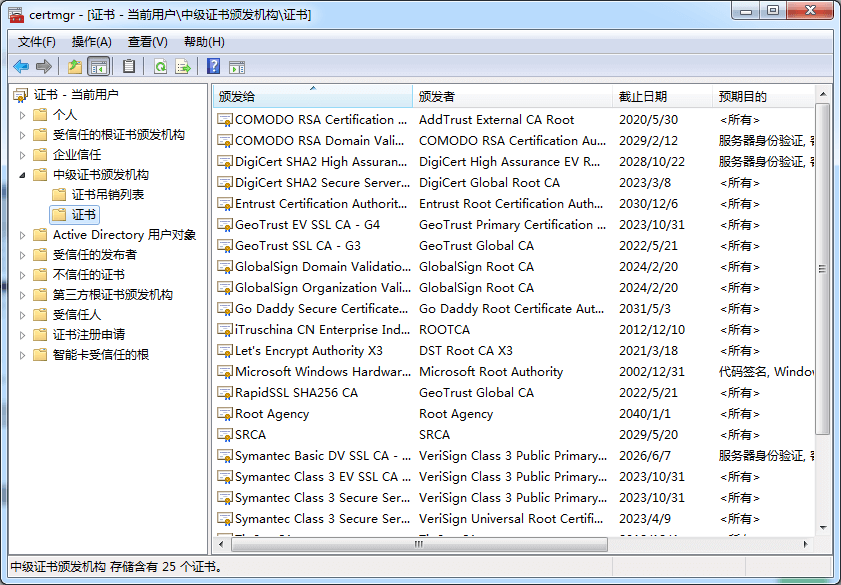 certmgr - [证书 - 当前用户\中级证书颁发机构\证书]
文件(F) 操作(A) 查看(V) 帮助(H)
证书 - 当前用户
个人
受信任的根证书颁发机构
企业信任
中级证书颁发机构
证书吊销列表
证书
Active Directory 用户对象
受信任的发布者
不信任的证书
第三方根证书颁发机构
受信任人
证书注册申请
智能卡受信任的根
颁发给 颁发者 截止日期 预期目的
COMODO RSA Certification ... AddTrust External CA Root 2020/5/30 <所有>
COMODO RSA Domain Vali... COMODO RSA Certification Au... 2029/2/12 服务器身份验证,
DigiCert SHA2 High Assuran... DigiCert High Assurance EV R... 2028/10/22 服务器身份验证,
DigiCert SHA2 Secure Server... DigiCert Global Root CA 2023/3/8 <所有>
Entrust Certification Authorit... Entrust Root Certification Auth... 2030/12/6 <所有>
GeoTrust EV SSL CA - G4 GeoTrust Primary Certification ... 2023/10/31 <所有>
GeoTrust SSL CA - G3 GeoTrust Global CA 2022/5/21 <所有>
GlobalSign Domain Validatio... GlobalSign Root CA 2024/2/20 <所有>
GlobalSign Organization Vali... GlobalSign Root CA 2024/2/20 <所有>
Go Daddy Secure Certificate... Go Daddy Root Certificate Aut... 2031/5/3 <所有>
iTruschina CN Enterprise Ind... ROOTCA 2012/12/10 <所有>
Let's Encrypt Authority X3 DST Root CA X3 2021/3/18 <所有>
Microsoft Windows Hardwar... Microsoft Root Authority 2002/12/31 代码签名, Window
RapidSSL SHA256 CA GeoTrust Global CA 2022/5/21 <所有>
Root Agency Root Agency 2040/1/1 <所有>
SRCA SRCA 2029/5/20 <所有>
Symantec Basic DV SSL CA - ... VeriSign Class 3 Public Primary... 2026/6/7 服务器身份验证,
Symantec Class 3 EV SSL CA ... VeriSign Class 3 Public Primary... 2023/10/31 <所有>
Symantec Class 3 Secure Ser... VeriSign Class 3 Public Primary... 2023/10/31 <所有>
Symantec Class 3 Secure Ser... VeriSign Universal Root Certifi... 2023/4/9 <所有>
中级证书颁发机构 存储含有 25 个证书。